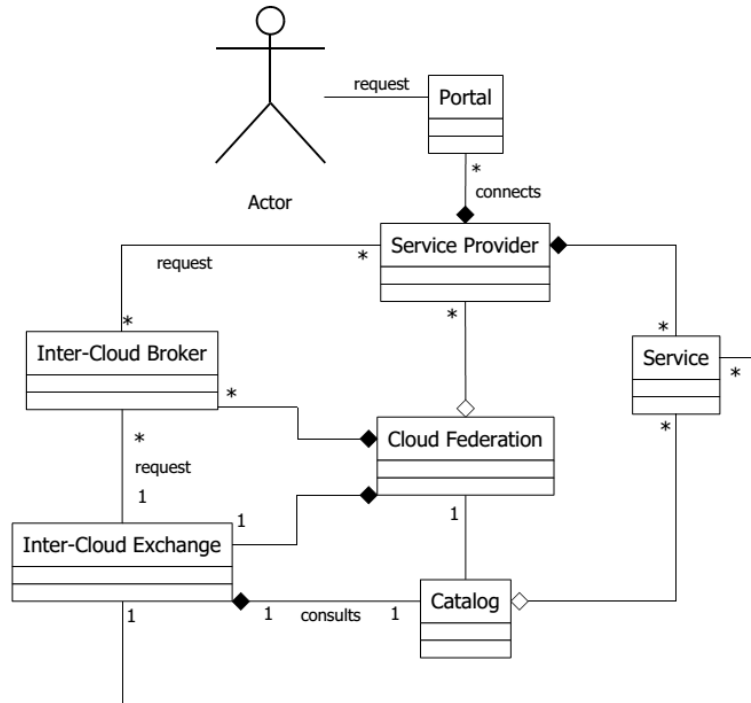 request
Portal
*
connects
Actor
Service Provider
request
*
*
*
*
Inter-Cloud Broker
Service
*
*
*
*
Cloud Federation
request
1
1
1
Inter-Cloud Exchange
Catalog
1
1
consults
1